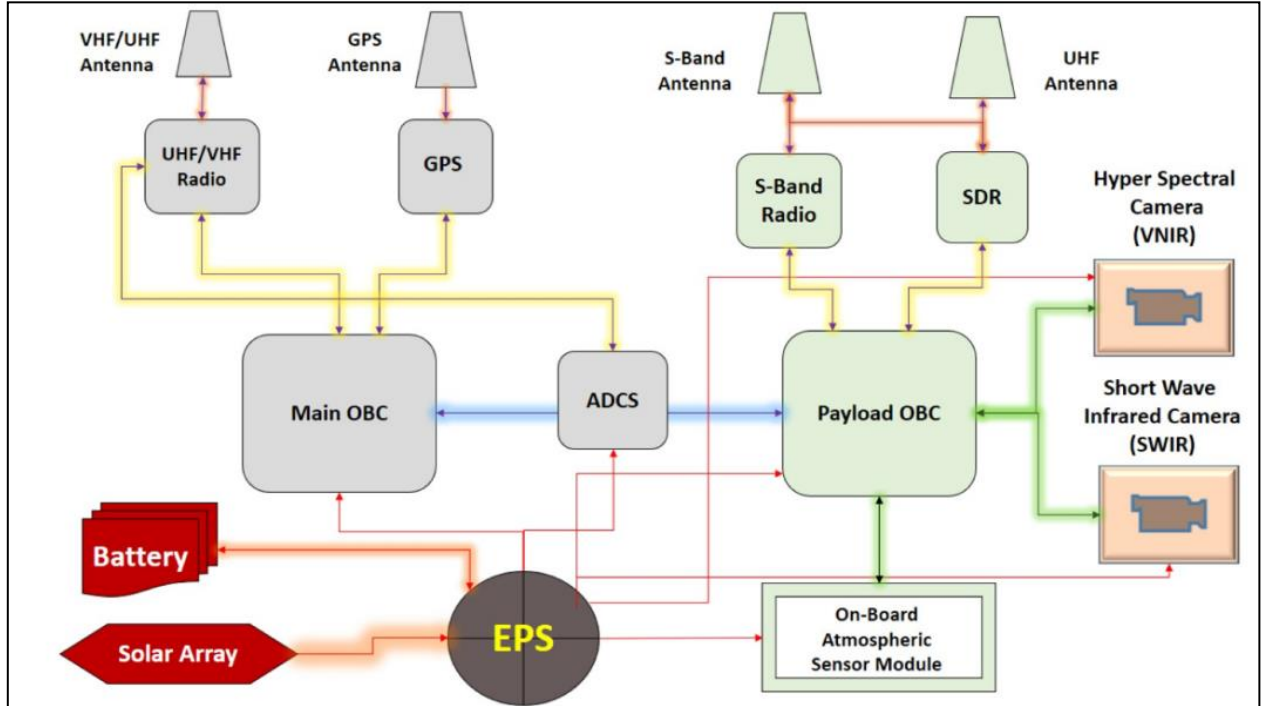 VHF/UHF
Antenna
GPS
Antenna
S-Band
Antenna
UHF
Antenna
UHF/VHF
Radio
GPS
S-Band
Radio
SDR
Hyper Spectral
Camera
(VNIR)
Main OBC
ADCS
Payload OBC
Short Wave
Infrared Camera
(SWIR)
Battery
Solar Array
EPS
On-Board
Atmospheric
Sensor Module